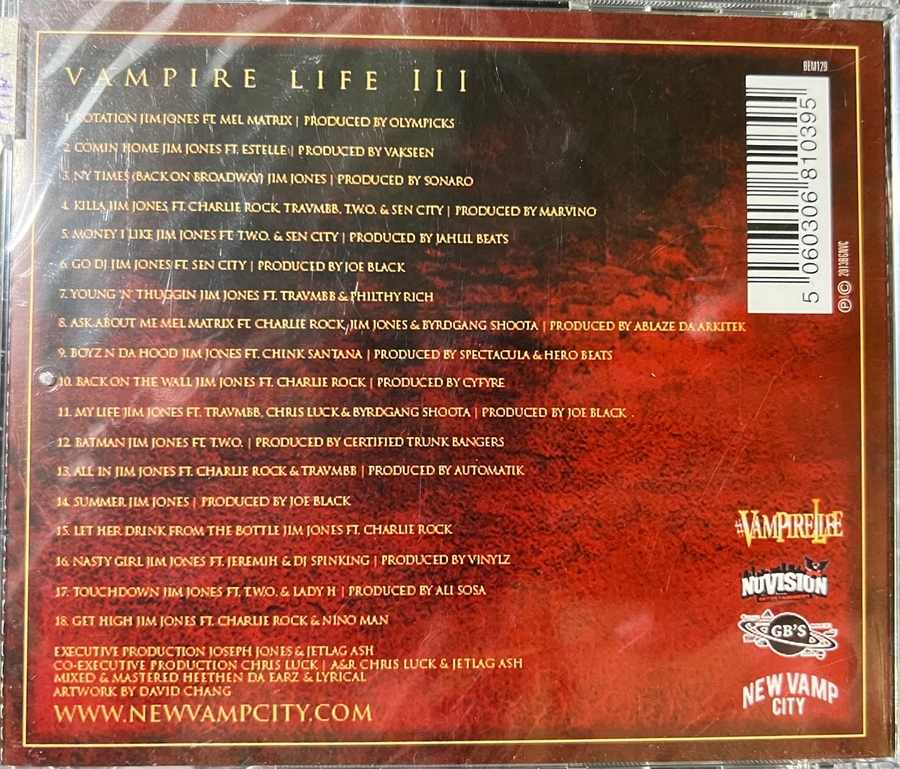 VAMPIRE LIFE III
BEM129
1. ROTATION JIM JONES FT. MEL MATRIX | PRODUCED BY OLYMPICKS
2. COMIN HOME JIM JONES FT. ESTELLE | PRODUCED BY VAKSEEN
3. NY TIMES (BACK ON BROADWAY) JIM JONES | PRODUCED BY SONARO
4. KILLA JIM JONES FT. CHARLIE ROCK, TRAVMBB, T.W.O. & SEN CITY | PRODUCED BY MARVINO
5. MONEY I LIKE JIM JONES FT. T.W.O. & SEN CITY | PRODUCED BY JAHLIL BEATS
6. GO DJ JIM JONES FT. SEN CITY | PRODUCED BY JOE BLACK
7. YOUNG 'N' THUGGIN JIM JONES FT. TRAVMBB & PHILTHY RICH
8. ASK ABOUT ME MEL MATRIX FT. CHARLIE ROCK, JIM JONES & BYRDGANG SHOOTA | PRODUCED BY ABLAZE DA ARKITEK
9. BOYZ N DA HOOD JIM JONES FT. CHINK SANTANA | PRODUCED BY SPECTACULA & HERO BEATS
10. BACK ON THE WALL JIM JONES FT. CHARLIE ROCK | PRODUCED BY CYFYRE
11. MY LIFE JIM JONES FT. TRAVMBB, CHRIS LUCK & BYRDGANG SHOOTA | PRODUCED BY JOE BLACK
12. BATMAN JIM JONES FT. T.W.O. | PRODUCED BY CERTIFIED TRUNK BANGERS
13. ALL IN JIM JONES FT. CHARLIE ROCK & TRAVMBB | PRODUCED BY AUTOMATIK
14. SUMMER JIM JONES | PRODUCED BY JOE BLACK
15. LET HER DRINK FROM THE BOTTLE JIM JONES FT. CHARLIE ROCK
16. NASTY GIRL JIM JONES FT. JEREMIH & DJ SPINKING | PRODUCED BY VINYLZ
17. TOUCHDOWN JIM JONES FT. T.W.O. & LADY H | PRODUCED BY ALI SOSA
18. GET HIGH JIM JONES FT. CHARLIE ROCK & NINO MAN
EXECUTIVE PRODUCTION JOSEPH JONES & JETLAG ASH
CO-EXECUTIVE PRODUCTION CHRIS LUCK | A&R CHRIS LUCK & JETLAG ASH
MIXED & MASTERED HEETHEN DA EARZ & LYRICAL
ARTWORK BY DAVID CHANG
WWW.NEWVAMPCITY.COM
5 060306 810395
℗ © 2013BGNVC
#VAMPIRELIFE
NUVISION
GB'S
NEW VAMP
CITY